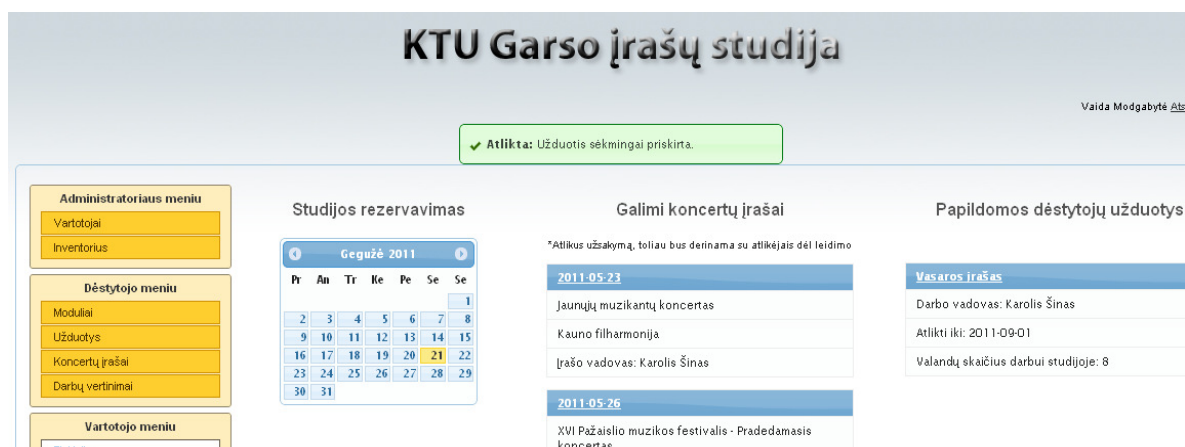 KTU Garso įrašų studija
Vaida Modgabytė Ats
Atlikta: Užduotis sėkmingai priskirta.
Administratoriaus meniu
Vartotojai
Inventorius
Dėstytojo meniu
Moduliai
Užduotys
Koncertų įrašai
Darbų vertinimai
Vartotojo meniu
Studijos rezervavimas
Gegužė 2011
Pr An Tr Ke Pe Se Se
1
2 3 4 5 6 7 8
9 10 11 12 13 14 15
16 17 18 19 20 21 22
23 24 25 26 27 28 29
30 31
Galimi koncertų įrašai
*Atlikus užsakymą, toliau bus derinama su atlikėjais dėl leidimo
2011-05-23
Jaunųjų muzikantų koncertas
Kauno filharmonija
Įrašo vadovas: Karolis Šinas
2011-05-26
XVI Pažaislio muzikos festivalis - Pradedamasis
koncertas
Papildomos dėstytojų užduotys
Vasaros įrašas
Darbo vadovas: Karolis Šinas
Atlikti iki: 2011-09-01
Valandų skaičius darbui studijoje: 8